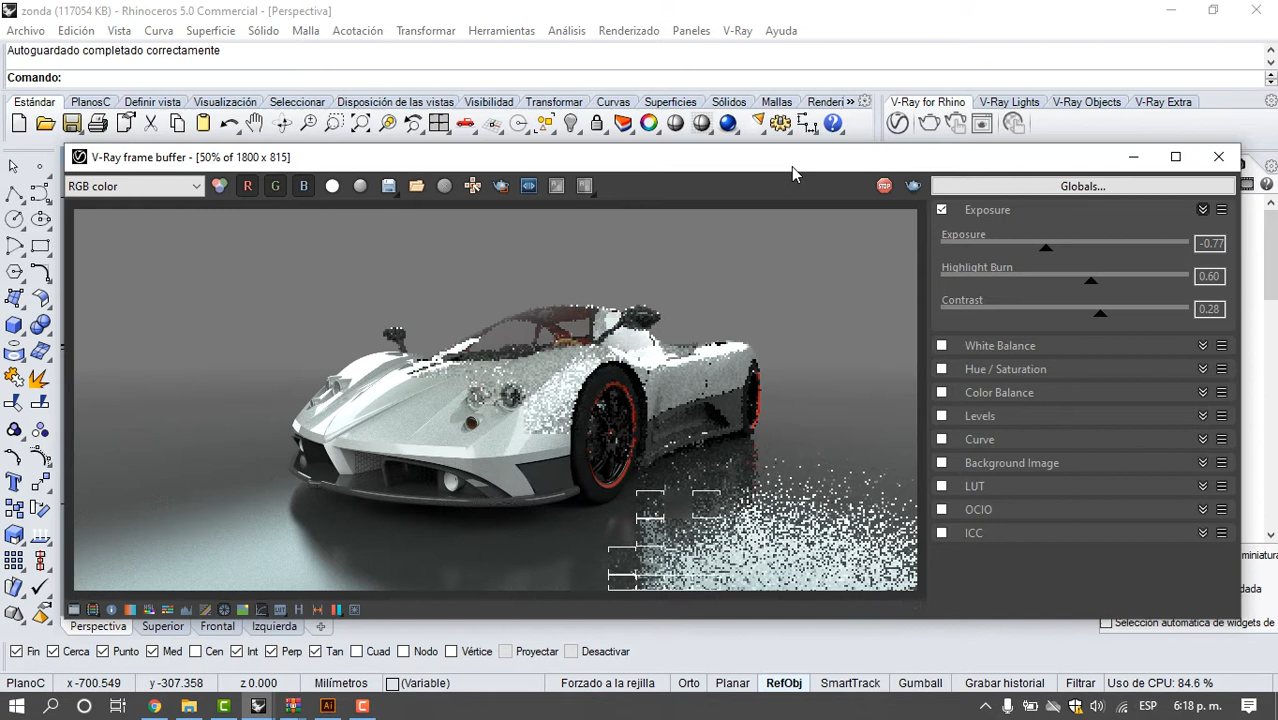 zonda (117054 KB) - Rhinoceros 5.0 Commercial - [Perspectiva]
Archivo Edición Vista Curva Superficie Sólido Malla Acotación Transformar Herramientas Análisis Renderizado Paneles V-Ray Ayuda
Autoguardado completado correctamente
Comando:
Estándar PlanosC Definir vista Visualización Seleccionar Disposición de las vistas Visibilidad Transformar Curvas Superficies Sólidos Mallas Renderi V-Ray for Rhino V-Ray Lights V-Ray Objects V-Ray Extra
V-Ray frame buffer - [50% of 1800 x 815]
RGB color R G B STOP Globals...
Exposure
Exposure -0.77
Highlight Burn 0.60
Contrast 0.28
White Balance
Hue / Saturation
Color Balance
Levels
Curve
Background Image
LUT
OCIO
ICC
miniatura
dada
Selección automática de widgets de
Perspectiva Superior Frontal Izquierda
Fin Cerca Punto Med Cen Int Perp Tan Cuad Nodo Vértice Proyectar Desactivar
PlanoC x -700.549 y -307.358 z 0.000 Milímetros (Variable) Forzado a la rejilla Orto Planar RefObj SmartTrack Gumball Grabar historial Filtrar Uso de CPU: 84.6 %
ESP 6:18 p. m.